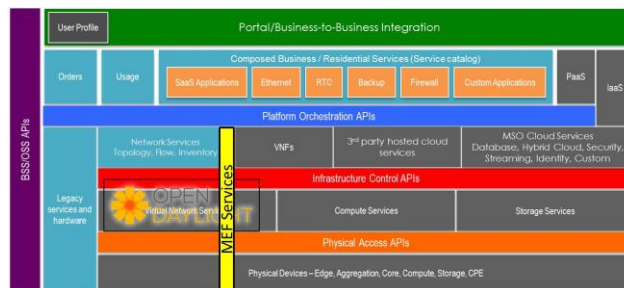 User Profile
Portal/Business-to-Business Integration
BSS/OSS APIs
Orders
Usage
Composed Business / Residential Services (Service catalog)
SaaS Applications
Ethernet
RTC
Backup
Firewall
Custom Applications
PaaS
IaaS
Platform Orchestration APIs
Network Services
Topology, Flow, Inventory
VNFs
3rd party hosted cloud
services
MSO Cloud Services
Database, Hybrid Cloud, Security,
Streaming, Identity, Custom
Infrastructure Control APIs
Legacy
services and
hardware
OPEN
DAYLIGHT
Virtual Network Services
MEF Services
Compute Services
Storage Services
Physical Access APIs
Physical Devices – Edge, Aggregation, Core, Compute, Storage, CPE